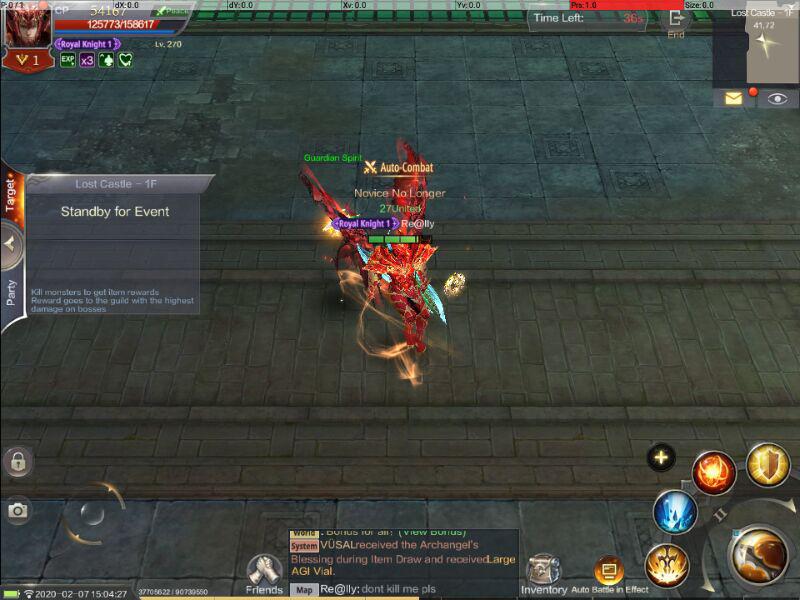 P: 0 / 1 dX: 0.0 dY: 0.0 Xv: 0.0 Yv: 0.0 Prs: 1.0 Size: 0.0
CP 54167 Peace
125773/158617
Royal Knight 1 Lv. 270
1 EXP x3
Time Left: 36s
End
Lost Castle - 1F
41,72
Target
Lost Castle - 1F
Standby for Event
Kill monsters to get item rewards
Reward goes to the guild with the highest
damage on bosses
Party
Guardian Spirit
Auto-Combat
Novice No Longer
27United
Royal Knight 1 Re@lly
World : Bonus for all! (View Bonus)
System VÜSALreceived the Archangel's
Blessing during Item Draw and receivedLarge
AGI Vial.
Map Re@lly: dont kill me pls
Friends
Inventory
Auto Battle in Effect
2020-02-07 15:04:27
37705622 / 90739550